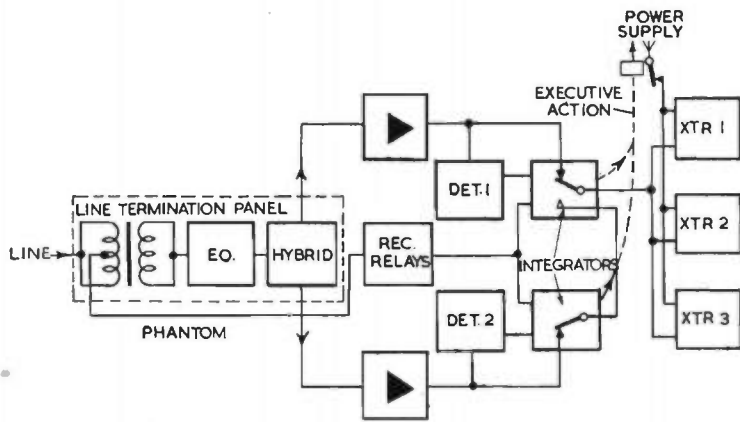 POWER
SUPPLY
EXECUTIVE
ACTION
XTR 1
DET. 1
LINE TERMINATION PANEL
XTR 2
LINE
EQ.
HYBRID
REC.
RELAYS
INTEGRATORS
PHANTOM
DET. 2
XTR 3